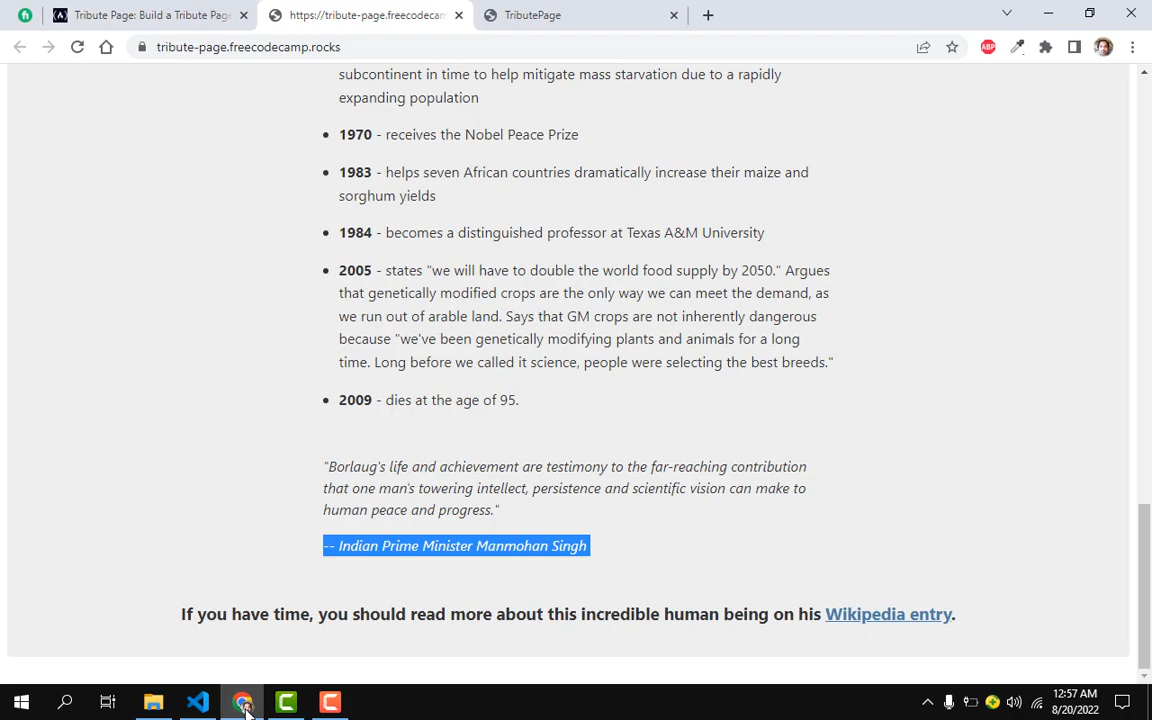 Tribute Page: Build a Tribute Page
https://tribute-page.freecodecam
TributePage
tribute-page.freecodecamp.rocks
ABP
subcontinent in time to help mitigate mass starvation due to a rapidly
expanding population
• 1970 - receives the Nobel Peace Prize
• 1983 - helps seven African countries dramatically increase their maize and
sorghum yields
• 1984 - becomes a distinguished professor at Texas A&M University
• 2005 - states "we will have to double the world food supply by 2050." Argues
that genetically modified crops are the only way we can meet the demand, as
we run out of arable land. Says that GM crops are not inherently dangerous
because "we've been genetically modifying plants and animals for a long
time. Long before we called it science, people were selecting the best breeds."
• 2009 - dies at the age of 95.
"Borlaug's life and achievement are testimony to the far-reaching contribution
that one man's towering intellect, persistence and scientific vision can make to
human peace and progress."
-- Indian Prime Minister Manmohan Singh
If you have time, you should read more about this incredible human being on his Wikipedia entry.
12:57 AM
8/20/2022